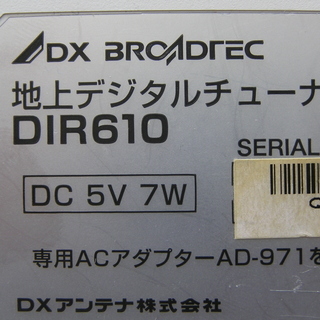 DX BROADTEC
地上デジタルチューナ
DIR610
SERIAL
DC 5V 7W
専用ACアダプターAD-971を
DXアンテナ株式会社